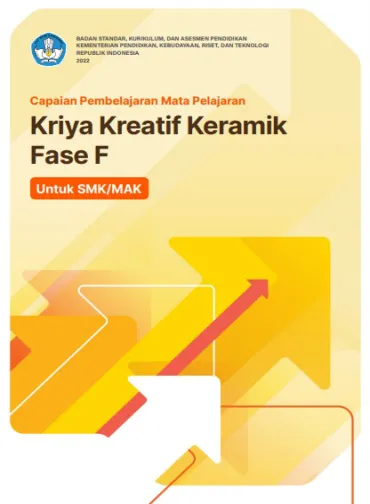 BADAN STANDAR, KURIKULUM, DAN ASESMEN PENDIDIKAN
KEMENTERIAN PENDIDIKAN, KEBUDAYAAN, RISET, DAN TEKNOLOGI
REPUBLIK INDONESIA
2022
Capaian Pembelajaran Mata Pelajaran
Kriya Kreatif Keramik
Fase F
Untuk SMK/MAK